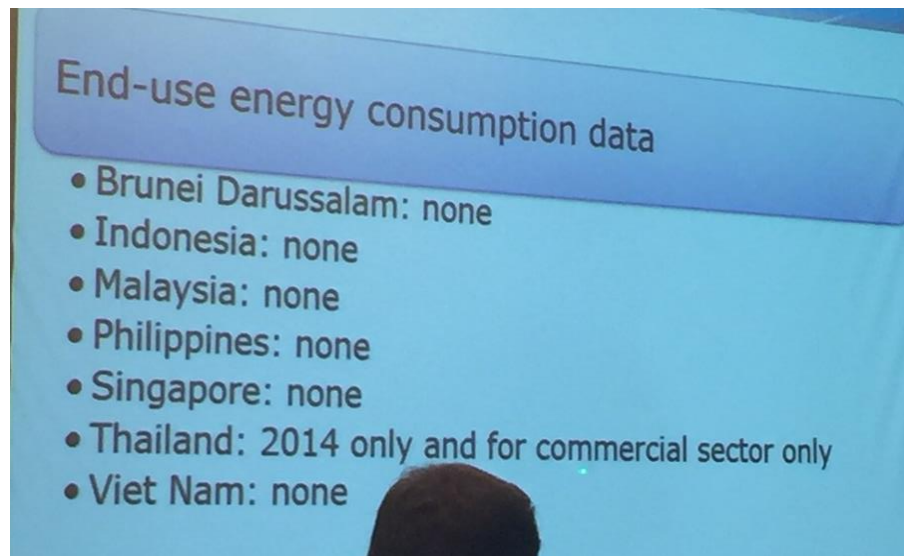 End-use energy consumption data
• Brunei Darussalam: none
• Indonesia: none
• Malaysia: none
• Philippines: none
• Singapore: none
• Thailand: 2014 only and for commercial sector only
• Viet Nam: none